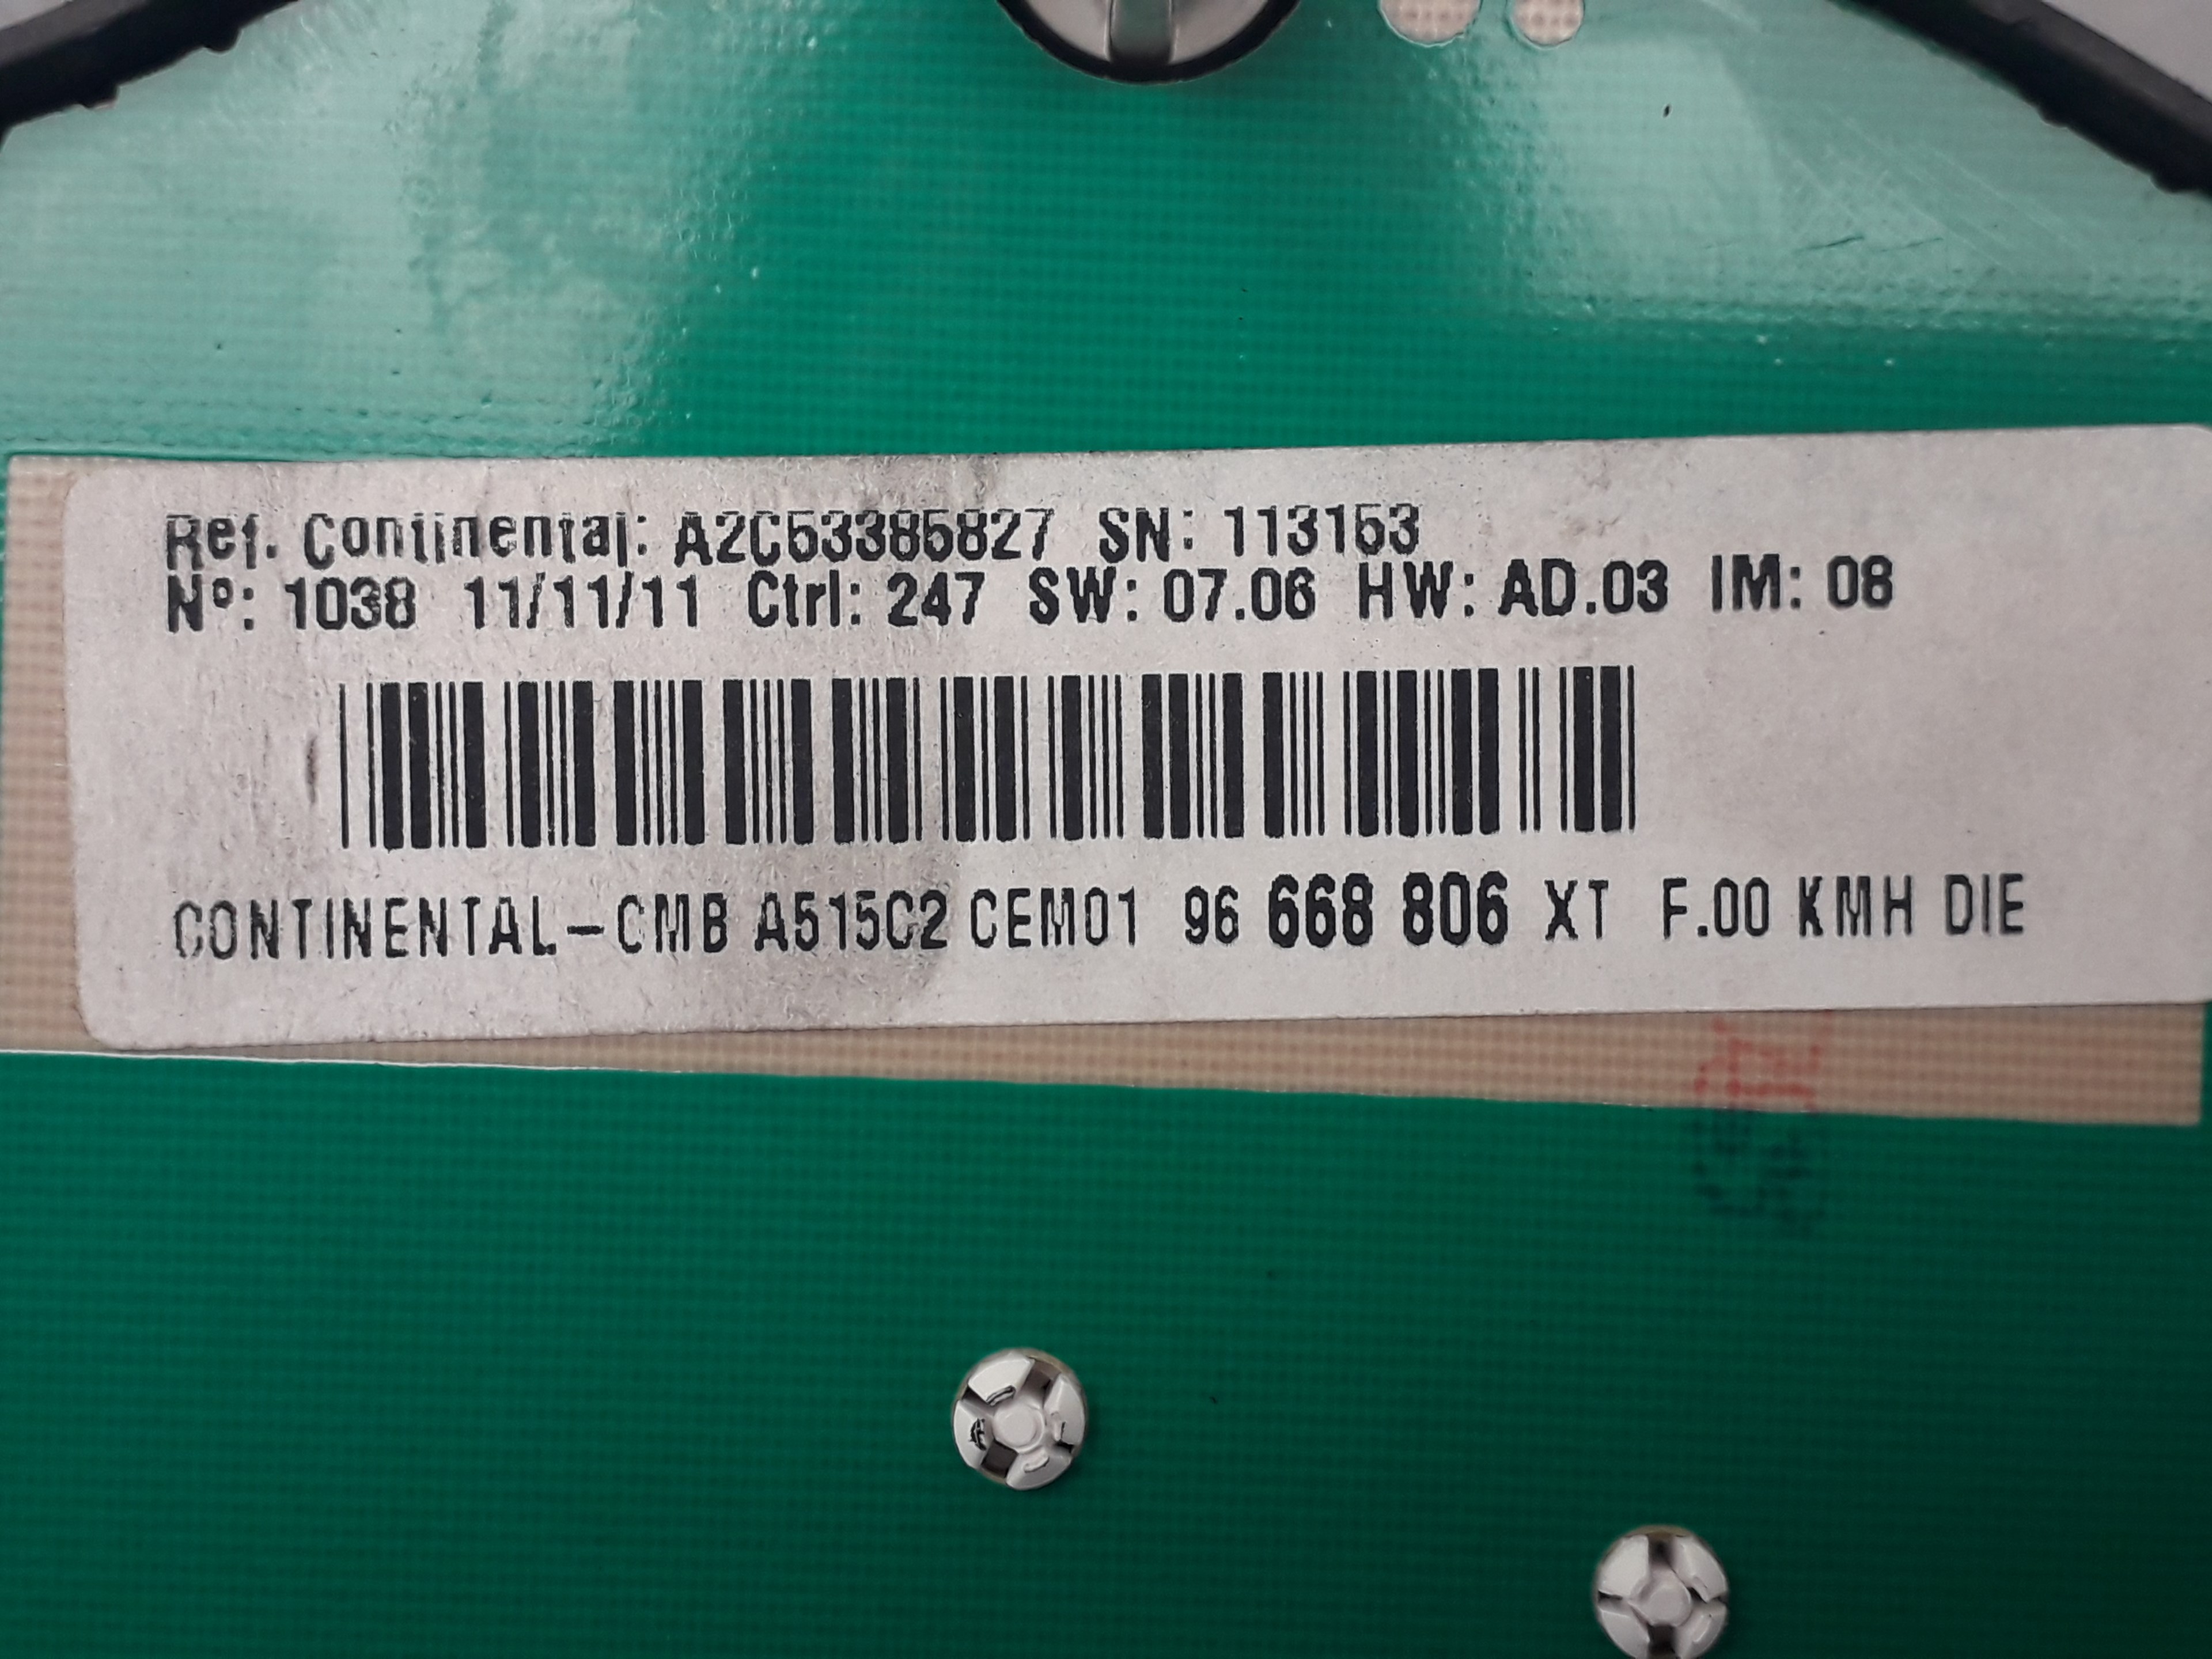 Ref. Continental: A2C53385827 SN: 113153
Nº: 1038 11/11/11 Ctrl: 247 SW: 07.06 HW: AD.03 IM: 08
CONTINENTAL-CMB A515C2 CEM01 96 668 806 XT F.00 KMH DIE